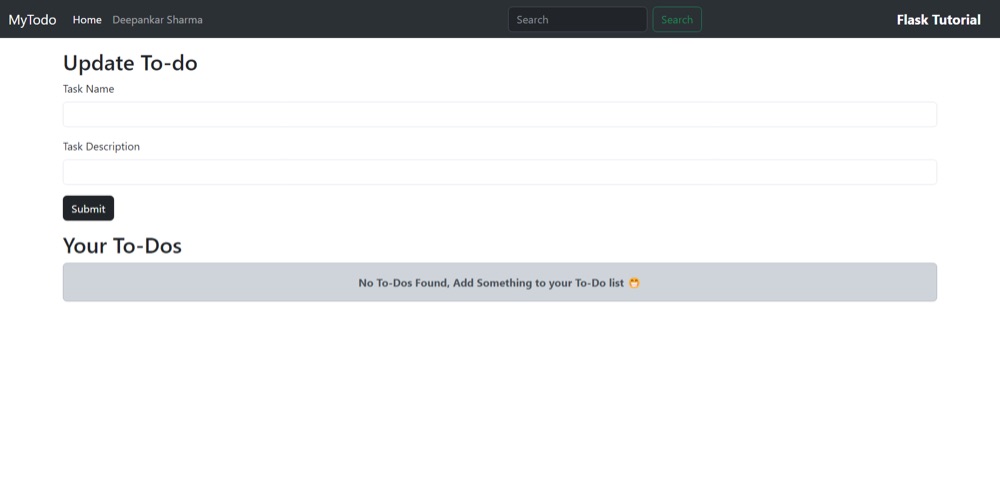 MyTodo Home Deepankar Sharma Search Search Flask Tutorial
Update To-do
Task Name
Task Description
Submit
Your To-Dos
No To-Dos Found, Add Something to your To-Do list 😁